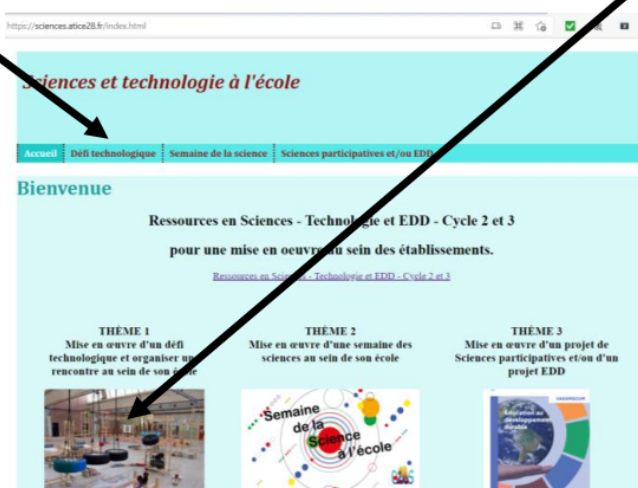 https://sciences.atice28.fr/index.html
Sciences et technologie à l'école
Accueil Défi technologique Semaine de la science Sciences participatives et/ou EDD
Bienvenue
Ressources en Sciences - Technologie et EDD - Cycle 2 et 3
pour une mise en oeuvre au sein des établissements.
Ressources en Sciences - Technologie et EDD - Cycle 2 et 3
THÈME 1
Mise en œuvre d'un défi
technologique et organiser une
rencontre au sein de son école
THÈME 2
Mise en œuvre d'une semaine des
sciences au sein de son école
THÈME 3
Mise en œuvre d'un projet de
Sciences participatives et/ou d'un
projet EDD
Semaine
de la
Science
à l'école
VADEMECUM
Éducation au
développement
durable